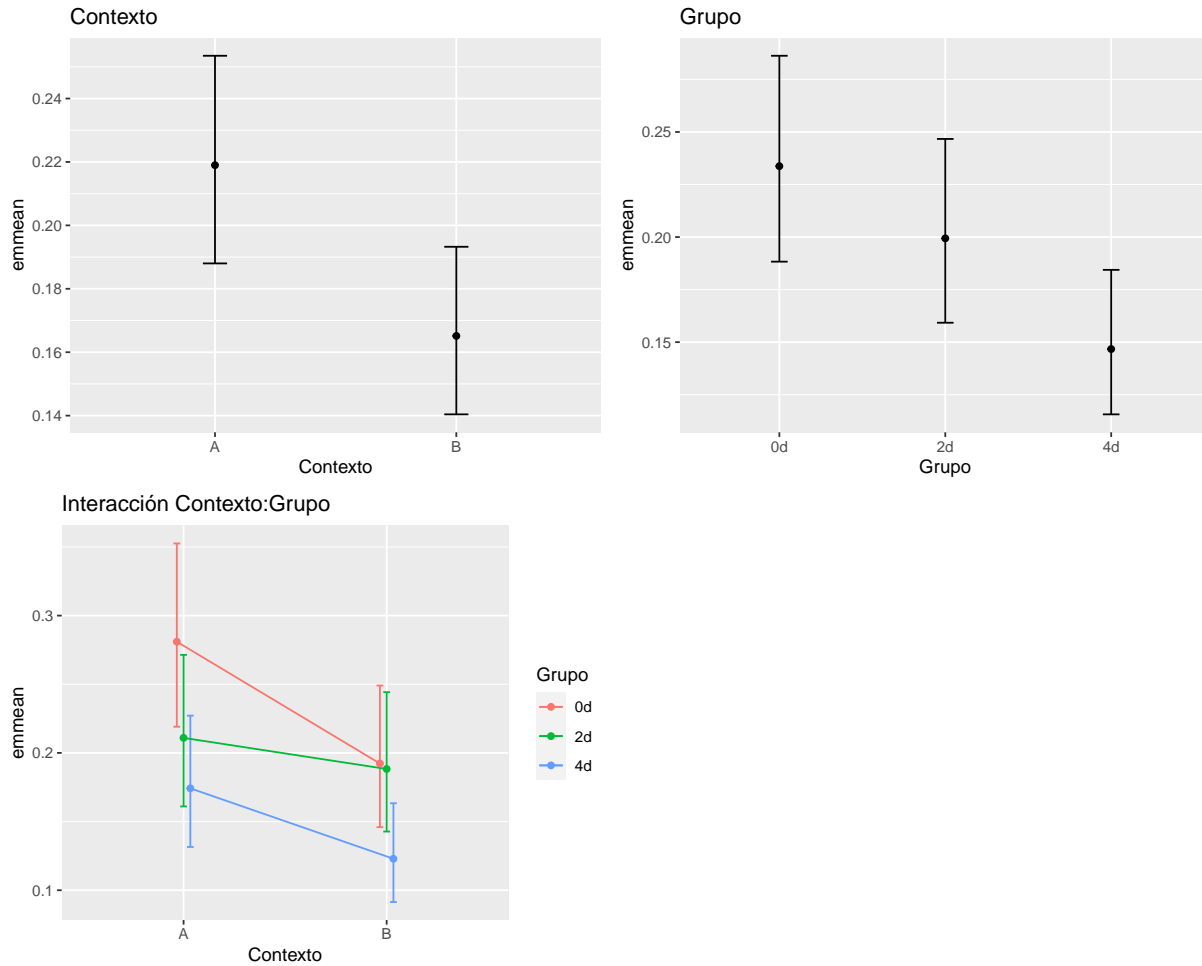 Contexto
emmean
0.24
0.22
0.20
0.18
0.16
0.14
A B
Contexto
Grupo
emmean
0.25
0.20
0.15
0d 2d 4d
Grupo
Interacción Contexto:Grupo
emmean
0.3
0.2
0.1
A B
Contexto
Grupo
0d
2d
4d